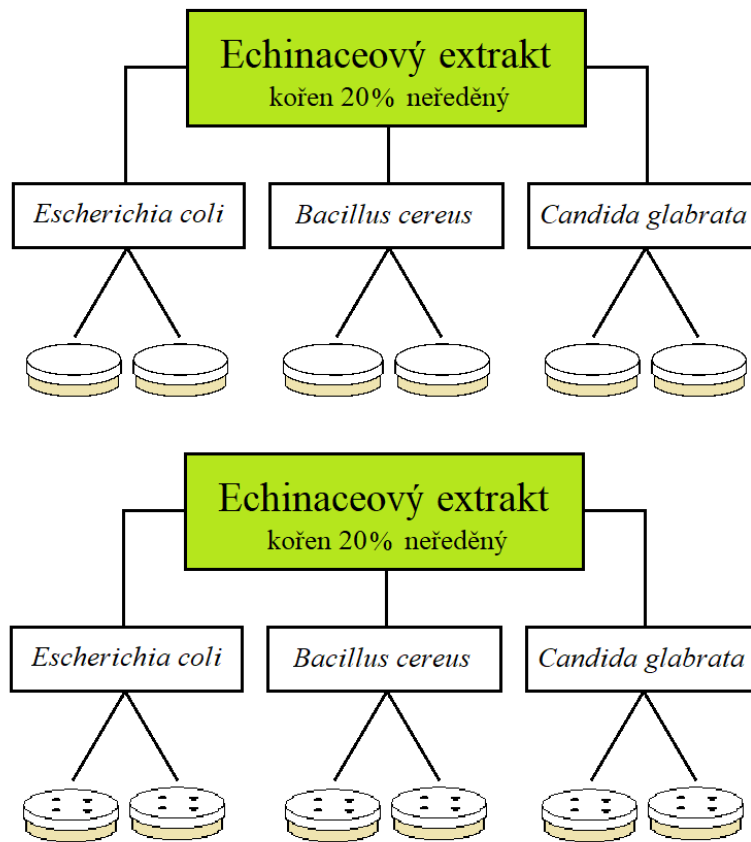 Echinaceový extrakt
kořen 20% neředěný
Escherichia coli
Bacillus cereus
Candida glabrata
Echinaceový extrakt
kořen 20% neředěný
Escherichia coli
Bacillus cereus
Candida glabrata